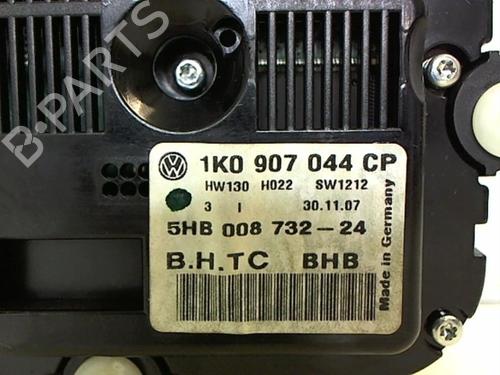 B-PARTS
1K0 907 044 CP
HW130 H022 SW1212
3 I 30.11.07
5HB 008 732-24
B.H.TC BHB
Made in Germany